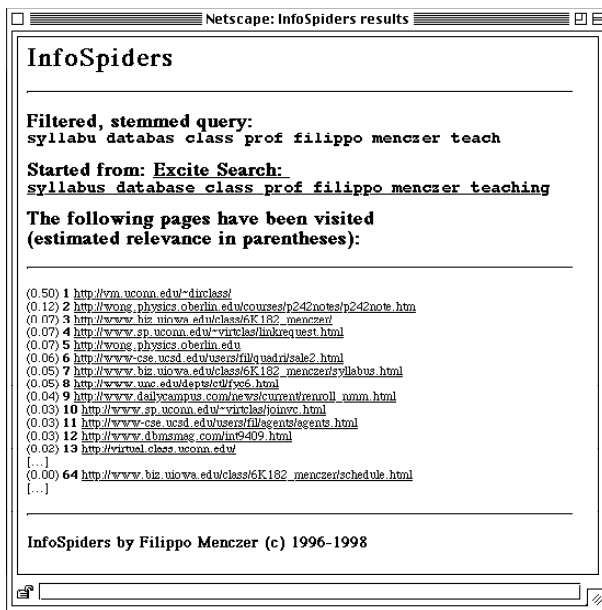 Netscape: InfoSpiders results
InfoSpiders
Filtered, stemmed query:
syllabu databas class prof filippo menczer teach
Started from: Excite Search:
syllabus database class prof filippo menczer teaching
The following pages have been visited
(estimated relevance in parentheses):
(0.50) 1 http://vm.uconn.edu/~dirclass/
(0.12) 2 http://wong.physics.oberlin.edu/courses/p242notes/p242note.htm
(0.07) 3 http://www.biz.uiowa.edu/class/6K182_menczer/
(0.07) 4 http://www.sp.uconn.edu/~virtclas/linkrequest.html
(0.07) 5 http://wong.physics.oberlin.edu
(0.06) 6 http://www-cse.ucsd.edu/users/fil/quadri/sale2.html
(0.05) 7 http://www.biz.uiowa.edu/class/6K182_menczer/syllabus.html
(0.05) 8 http://www.unc.edu/depts/ctl/fyc6.html
(0.04) 9 http://www.dailycampus.com/news/current/renroll_nmm.html
(0.03) 10 http://www.sp.uconn.edu/~virtclas/joinvc.html
(0.03) 11 http://www-cse.ucsd.edu/users/fil/agents/agents.html
(0.03) 12 http://www.dbmsmag.com/int9409.html
(0.02) 13 http://virtual.class.uconn.edu/
[...]
(0.00) 64 http://www.biz.uiowa.edu/class/6K182_menczer/schedule.html
[...]
InfoSpiders by Filippo Menczer (c) 1996-1998